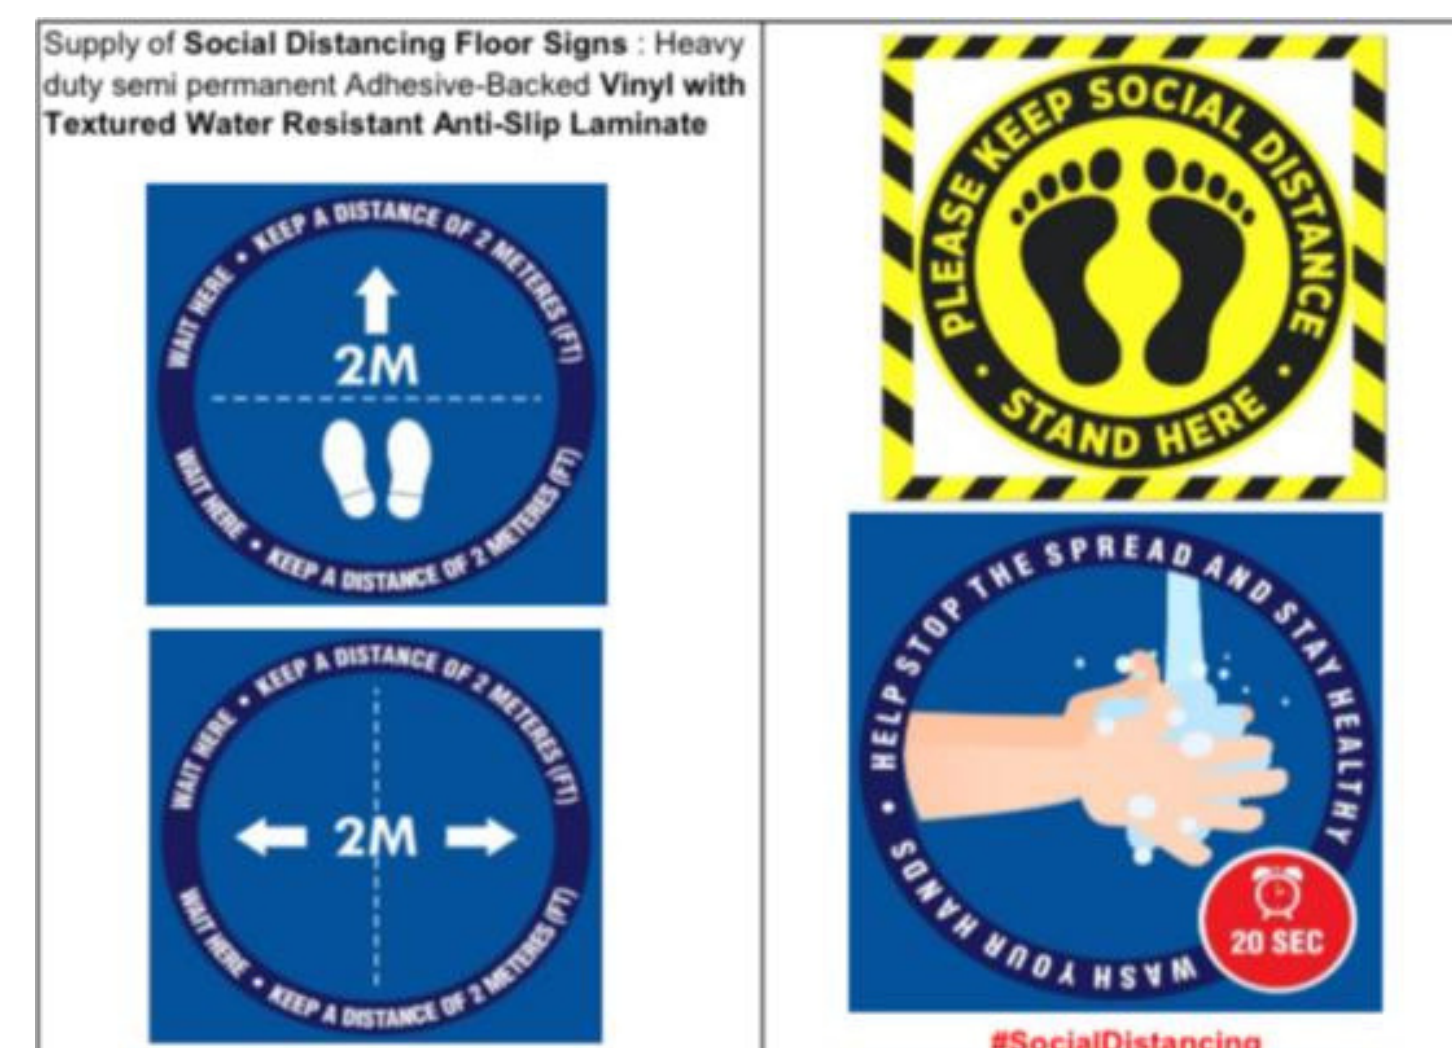 Supply of Social Distancing Floor Signs : Heavy
duty semi permanent Adhesive-Backed Vinyl with
Textured Water Resistant Anti-Slip Laminate
WAIT HERE • KEEP A DISTANCE OF 2 METERES (FT)
2M
WAIT HERE • KEEP A DISTANCE OF 2 METERES (FT)
WAIT HERE • KEEP A DISTANCE OF 2 METERES (FT)
2M
WAIT HERE • KEEP A DISTANCE OF 2 METERES (FT)
PLEASE KEEP SOCIAL DISTANCE
• STAND HERE •
HELP STOP THE SPREAD AND STAY HEALTHY
• WASH YOUR HANDS
20 SEC
#SocialDistancing